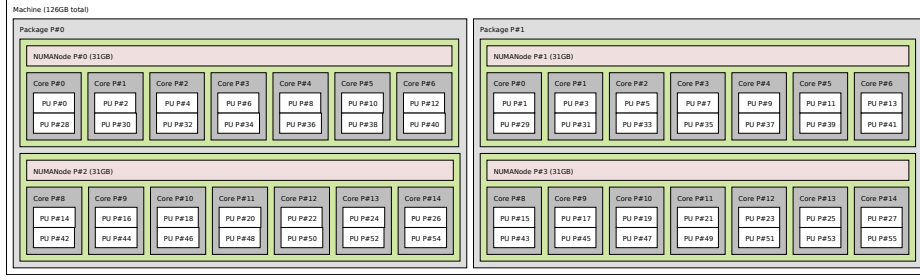 Machine (126GB total)
Package P#0
NUMANode P#0 (31GB)
Core P#0 Core P#1 Core P#2 Core P#3 Core P#4 Core P#5 Core P#6
PU P#0 PU P#2 PU P#4 PU P#6 PU P#8 PU P#10 PU P#12
PU P#28 PU P#30 PU P#32 PU P#34 PU P#36 PU P#38 PU P#40
NUMANode P#2 (31GB)
Core P#8 Core P#9 Core P#10 Core P#11 Core P#12 Core P#13 Core P#14
PU P#14 PU P#16 PU P#18 PU P#20 PU P#22 PU P#24 PU P#26
PU P#42 PU P#44 PU P#46 PU P#48 PU P#50 PU P#52 PU P#54
Package P#1
NUMANode P#1 (31GB)
Core P#0 Core P#1 Core P#2 Core P#3 Core P#4 Core P#5 Core P#6
PU P#1 PU P#3 PU P#5 PU P#7 PU P#9 PU P#11 PU P#13
PU P#29 PU P#31 PU P#33 PU P#35 PU P#37 PU P#39 PU P#41
NUMANode P#3 (31GB)
Core P#8 Core P#9 Core P#10 Core P#11 Core P#12 Core P#13 Core P#14
PU P#15 PU P#17 PU P#19 PU P#21 PU P#23 PU P#25 PU P#27
PU P#43 PU P#45 PU P#47 PU P#49 PU P#51 PU P#53 PU P#55